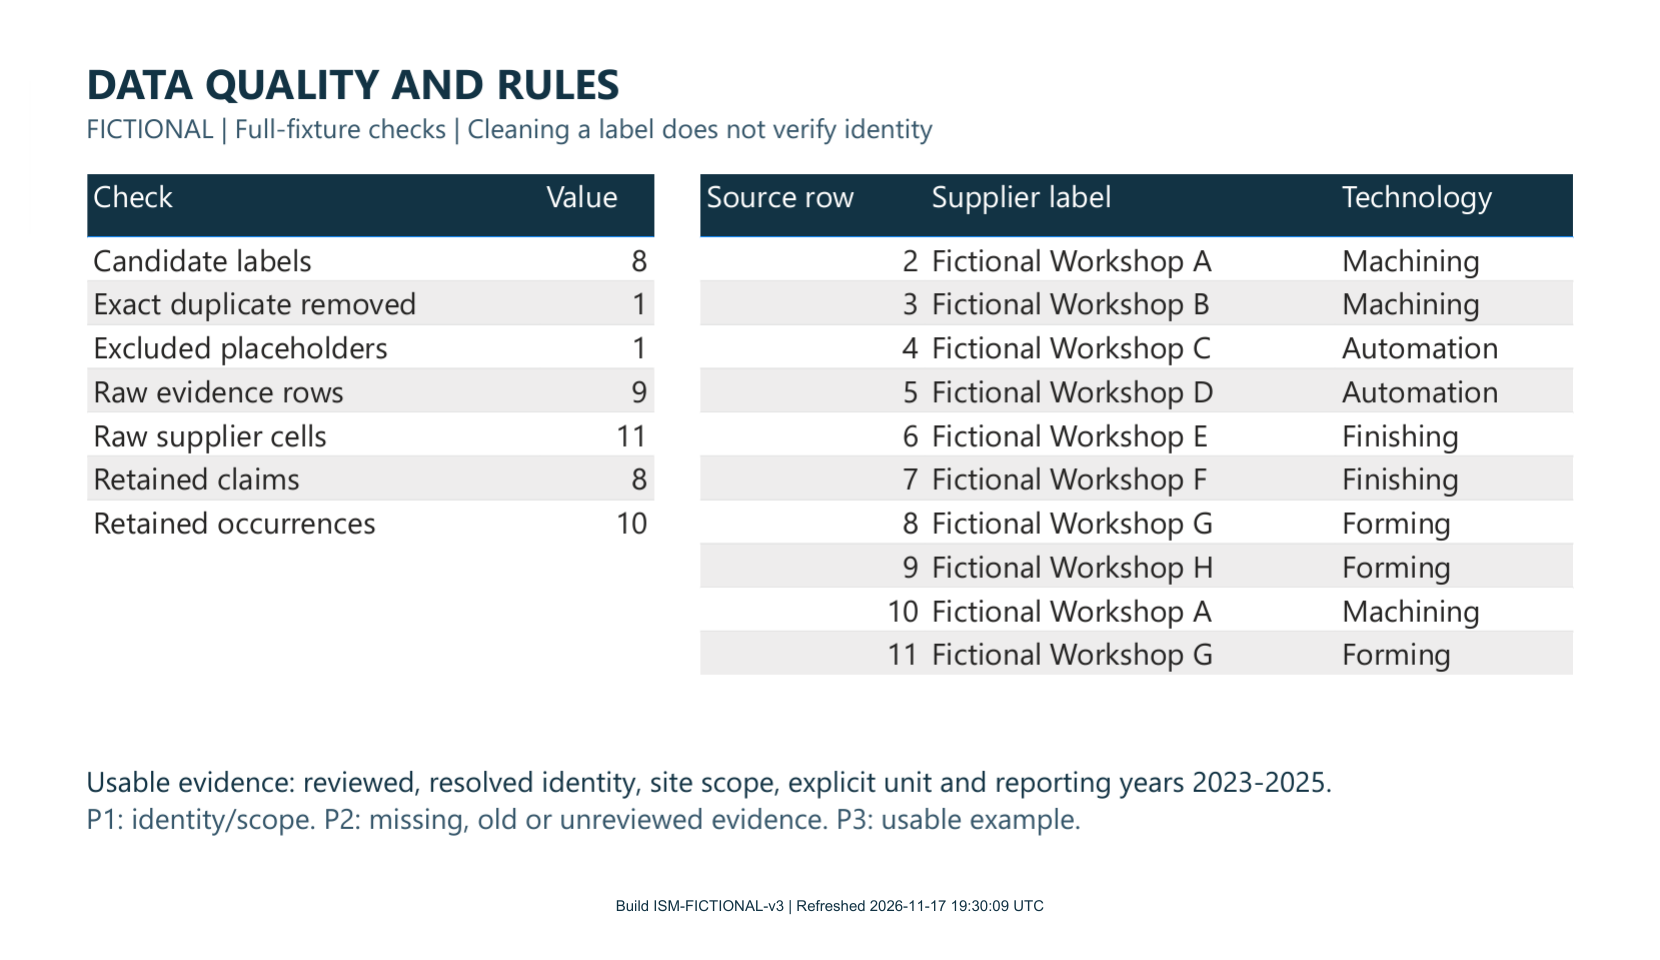 DATA QUALITY AND RULES
FICTIONAL | Full-fixture checks | Cleaning a label does not verify identity
Check Value
Candidate labels 8
Exact duplicate removed 1
Excluded placeholders 1
Raw evidence rows 9
Raw supplier cells 11
Retained claims 8
Retained occurrences 10
Source row Supplier label Technology
2 Fictional Workshop A Machining
3 Fictional Workshop B Machining
4 Fictional Workshop C Automation
5 Fictional Workshop D Automation
6 Fictional Workshop E Finishing
7 Fictional Workshop F Finishing
8 Fictional Workshop G Forming
9 Fictional Workshop H Forming
10 Fictional Workshop A Machining
11 Fictional Workshop G Forming
Usable evidence: reviewed, resolved identity, site scope, explicit unit and reporting years 2023-2025.
P1: identity/scope. P2: missing, old or unreviewed evidence. P3: usable example.
Build ISM-FICTIONAL-v3 | Refreshed 2026-11-17 19:30:09 UTC